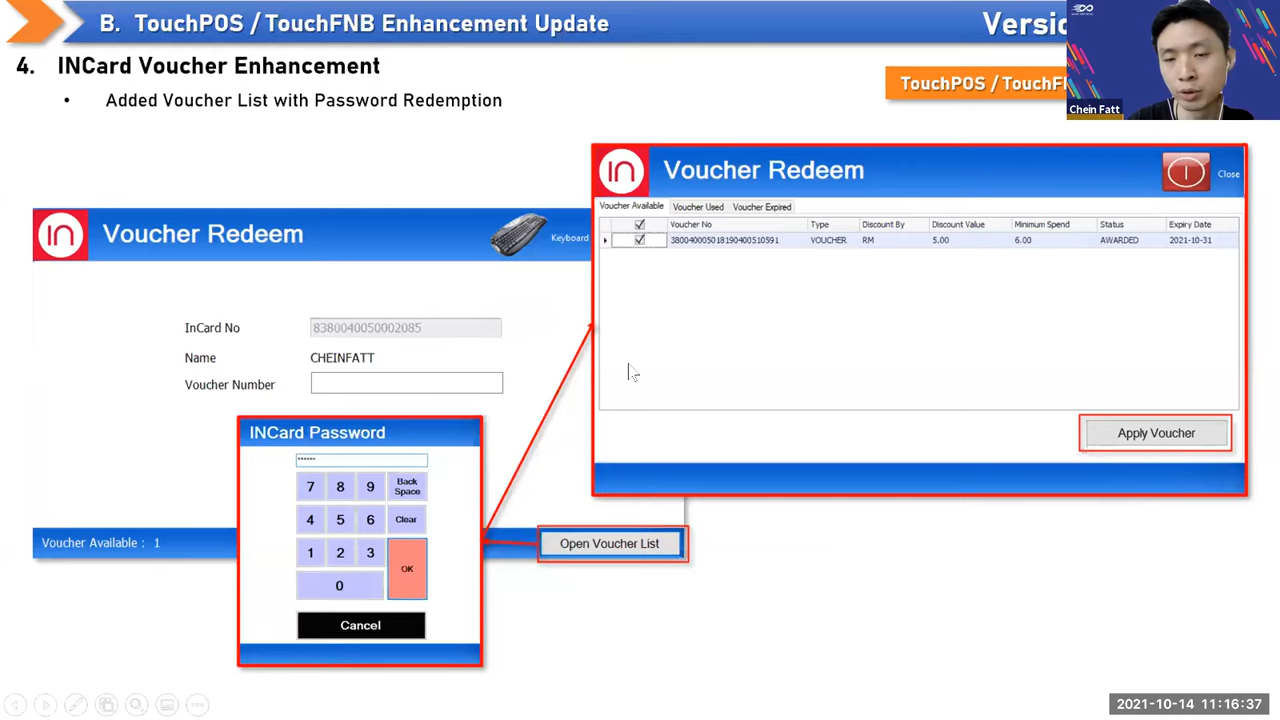 B. TouchPOS / TouchFNB Enhancement Update
Versio
4. INCard Voucher Enhancement
• Added Voucher List with Password Redemption
TouchPOS / TouchFN
Chein Fatt
in Voucher Redeem
Keyboard
InCard No 8380040050002085
Name CHEINFATT
Voucher Number
INCard Password
******
7 8 9 Back Space
4 5 6 Clear
1 2 3
OK
0
Cancel
Voucher Available : 1
Open Voucher List
in Voucher Redeem
Close
Voucher Available Voucher Used Voucher Expired
Voucher No Type Discount By Discount Value Minimum Spend Status Expiry Date
380040005018190400510591 VOUCHER RM 5.00 6.00 AWARDED 2021-10-31
Apply Voucher
2021-10-14 11:16:37